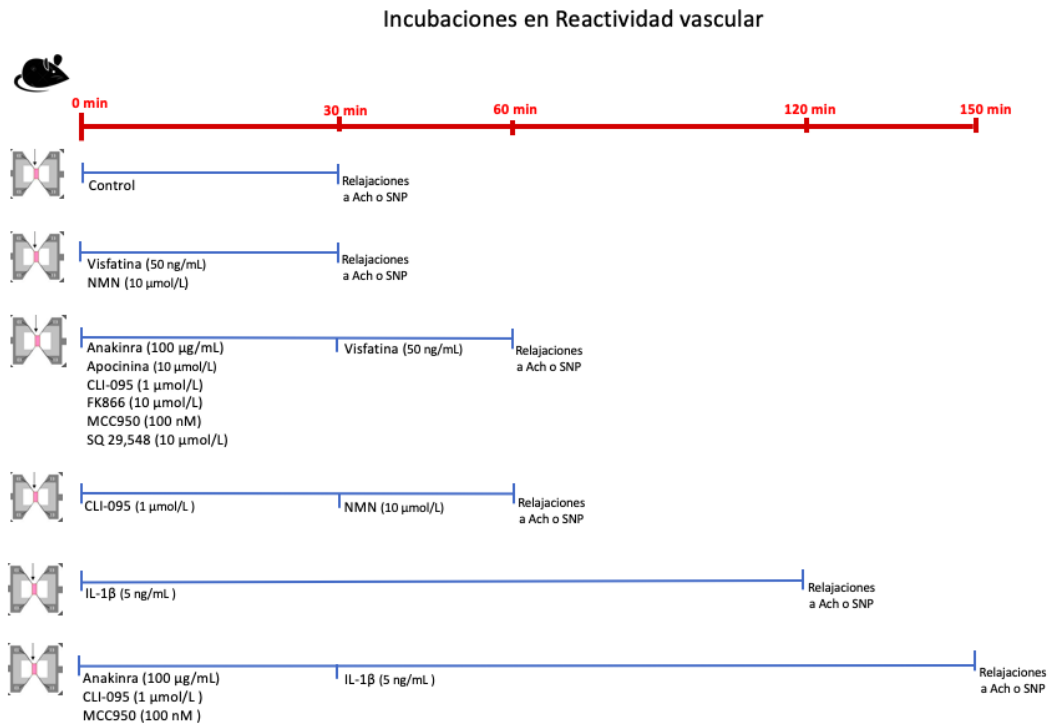 Incubaciones en Reactividad vascular
0 min
30 min
60 min
120 min
150 min
Control
Relajaciones
a Ach o SNP
Visfatina (50 ng/mL)
NMN (10 µmol/L)
Relajaciones
a Ach o SNP
Anakinra (100 µg/mL)
Apocinina (10 µmol/L)
CLI-095 (1 µmol/L)
FK866 (10 µmol/L)
MCC950 (100 nM)
SQ 29,548 (10 µmol/L)
Visfatina (50 ng/mL)
Relajaciones
a Ach o SNP
CLI-095 (1 µmol/L )
NMN (10 µmol/L)
Relajaciones
a Ach o SNP
IL-1β (5 ng/mL )
Relajaciones
a Ach o SNP
Anakinra (100 µg/mL)
CLI-095 (1 µmol/L )
MCC950 (100 nM )
IL-1β (5 ng/mL )
Relajaciones
a Ach o SNP